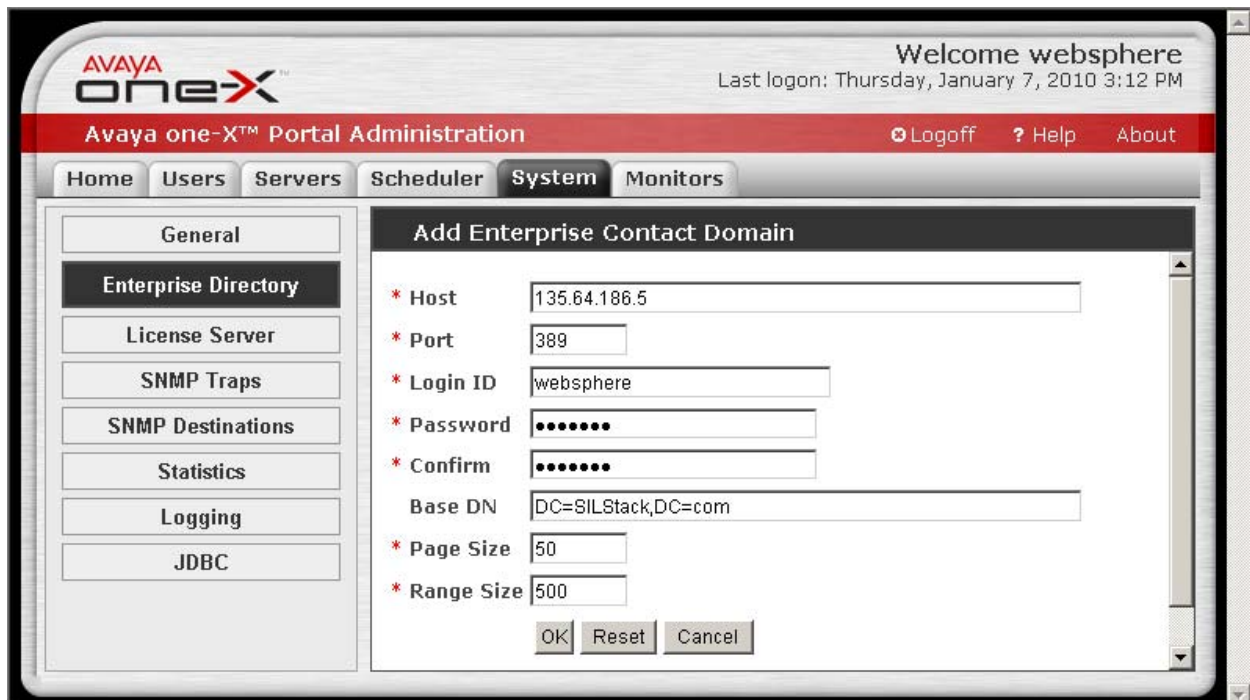 AVAYA
one-X™
Welcome websphere
Last logon: Thursday, January 7, 2010 3:12 PM
Avaya one-X™ Portal Administration
Logoff ? Help About
Home Users Servers Scheduler System Monitors
General
Enterprise Directory
License Server
SNMP Traps
SNMP Destinations
Statistics
Logging
JDBC
Add Enterprise Contact Domain
* Host 135.64.186.5
* Port 389
* Login ID websphere
* Password •••••••
* Confirm •••••••
Base DN DC=SILStack,DC=com
* Page Size 50
* Range Size 500
OK Reset Cancel